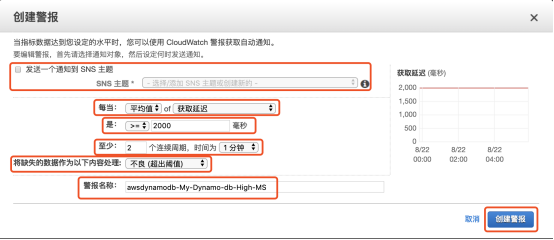 创建警报
当指标数据达到您设定的水平时，您可以使用 CloudWatch 警报获取自动通知。
要编辑警报，首先请选择通知对象，然后设定何时发送通知。
发送一个通知到 SNS 主题
SNS 主题 * - 选择/添加 SNS 主题或创建新的 -
每当： 平均值 of 获取延迟
是： >= 2000 毫秒
至少： 2 个连续周期，时间为 1 分钟
将缺失的数据作为以下内容处理： 不良 (超出阈值)
警报名称： awsdynamodb-My-Dynamo-db-High-MS
获取延迟 (毫秒)
2,000
1,500
1,000
500
0
8/22 8/22 8/22
00:00 02:00 04:00
取消 创建警报